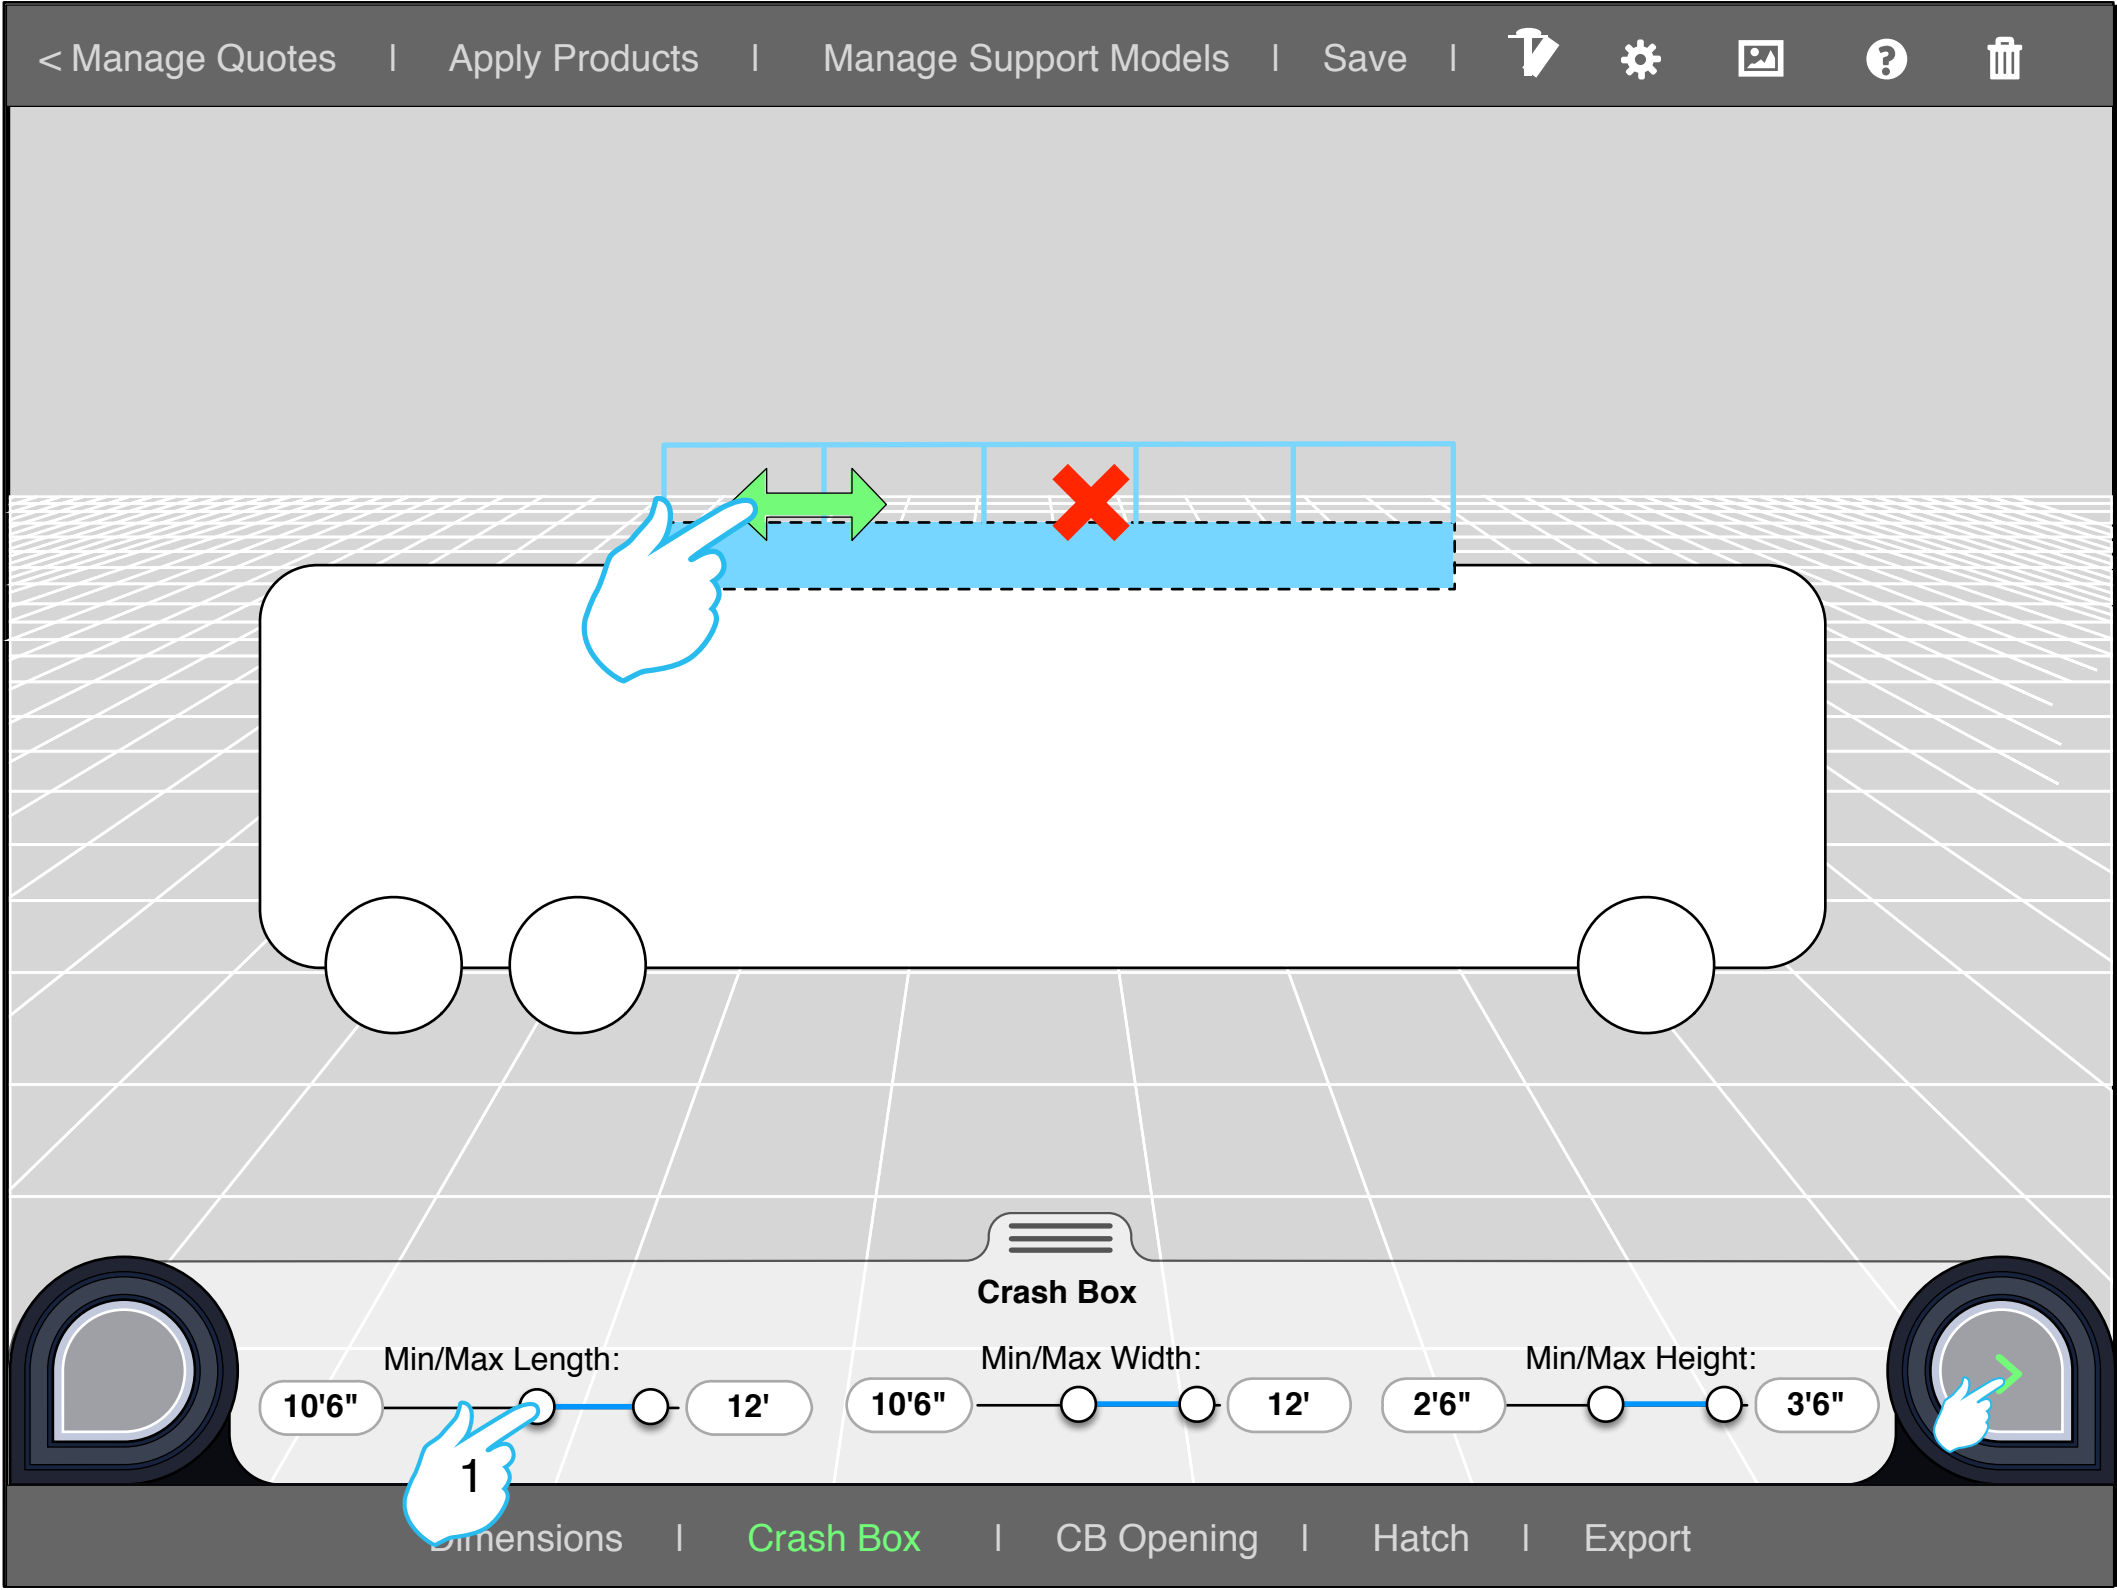 < Manage Quotes | Apply Products | Manage Support Models | Save |
Crash Box
Min/Max Length: Min/Max Width: Min/Max Height:
10'6" 12' 10'6" 12' 2'6" 3'6"
1
Dimensions | Crash Box | CB Opening | Hatch | Export